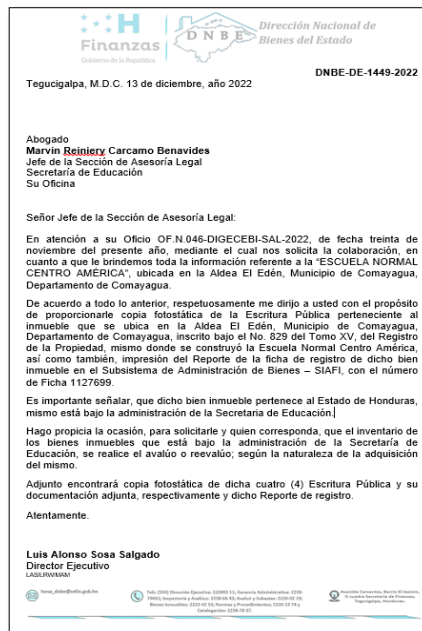 Finanzas
Gobierno de la República
DNBE
Dirección Nacional de
Bienes del Estado
DNBE-DE-1449-2022
Tegucigalpa, M.D.C. 13 de diciembre, año 2022
Abogado
Marvin Reiniery Carcamo Benavides
Jefe de la Sección de Asesoría Legal
Secretaría de Educación
Su Oficina
Señor Jefe de la Sección de Asesoría Legal:
En atención a su Oficio OF.N.046-DIGECEBI-SAL-2022, de fecha treinta de
noviembre del presente año, mediante el cual nos solicita la colaboración, en
cuanto a que le brindemos toda la información referente a la "ESCUELA NORMAL
CENTRO AMÉRICA", ubicada en la Aldea El Edén, Municipio de Comayagua,
Departamento de Comayagua.
De acuerdo a todo lo anterior, respetuosamente me dirijo a usted con el propósito
de proporcionarle copia fotostática de la Escritura Pública perteneciente al
inmueble que se ubica en la Aldea El Edén, Municipio de Comayagua,
Departamento de Comayagua, inscrito bajo el No. 829 del Tomo XV, del Registro
de la Propiedad, mismo donde se construyó la Escuela Normal Centro América,
así como también, impresión del Reporte de la ficha de registro de dicho bien
inmueble en el Subsistema de Administración de Bienes – SIAFI, con el número
de Ficha 1127699.
Es importante señalar, que dicho bien inmueble pertenece al Estado de Honduras,
mismo está bajo la administración de la Secretaria de Educación.
Hago propicia la ocasión, para solicitarle y quien corresponda, que el inventario de
los bienes inmuebles que está bajo la administración de la Secretaría de
Educación, se realice el avalúo o reevalúo; según la naturaleza de la adquisición
del mismo.
Adjunto encontrará copia fotostática de dicha cuatro (4) Escritura Pública y su
documentación adjunta, respectivamente y dicho Reporte de registro.
Atentamente.
Luis Alonso Sosa Salgado
Director Ejecutivo